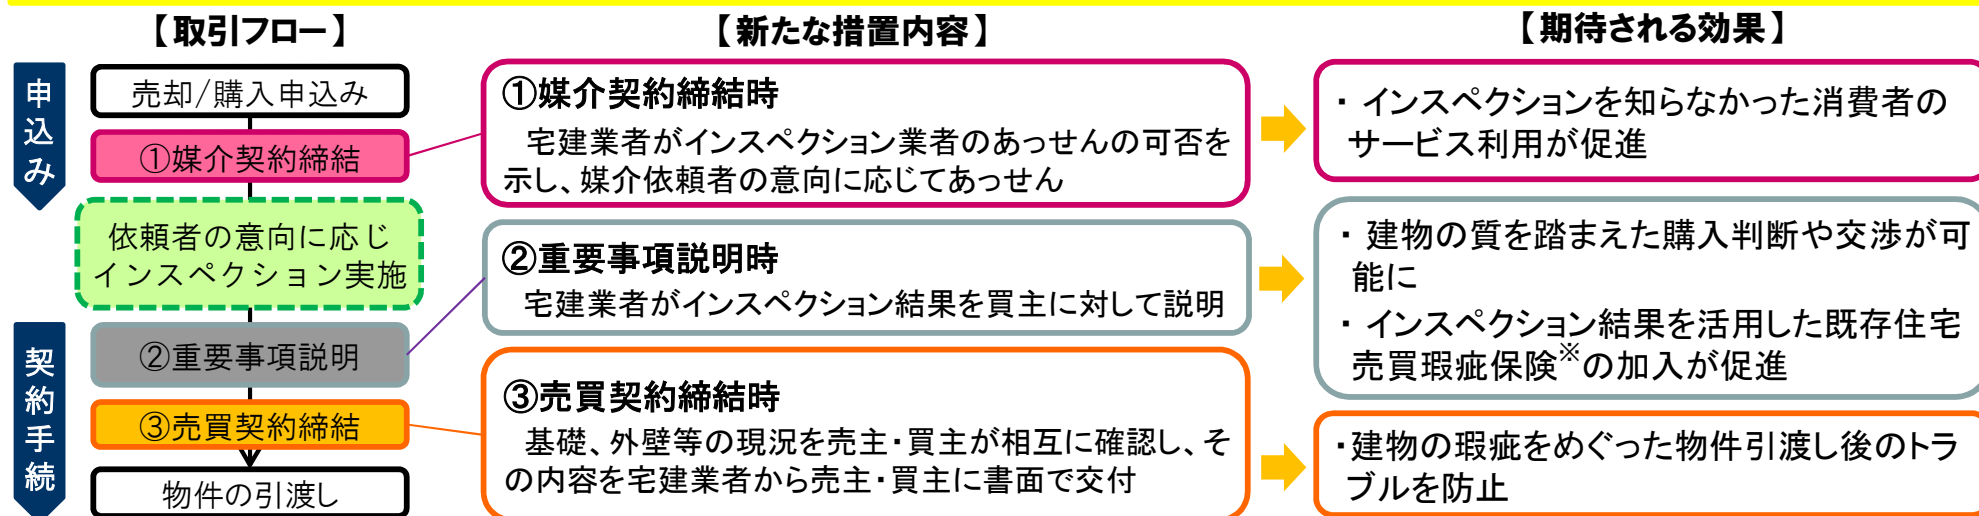 【取引フロー】
【新たな措置内容】
【期待される効果】
申込み
売却/購入申込み
①媒介契約締結
依頼者の意向に応じ
インスペクション実施
契約手続
②重要事項説明
③売買契約締結
物件の引渡し
①媒介契約締結時
宅建業者がインスペクション業者のあっせんの可否を
示し、媒介依頼者の意向に応じてあっせん
②重要事項説明時
宅建業者がインスペクション結果を買主に対して説明
③売買契約締結時
基礎、外壁等の現況を売主・買主が相互に確認し、そ
の内容を宅建業者から売主・買主に書面で交付
・インスペクションを知らなかった消費者の
サービス利用が促進
・建物の質を踏まえた購入判断や交渉が可
能に
・インスペクション結果を活用した既存住宅
売買瑕疵保険※の加入が促進
・建物の瑕疵をめぐった物件引渡し後のトラ
ブルを防止